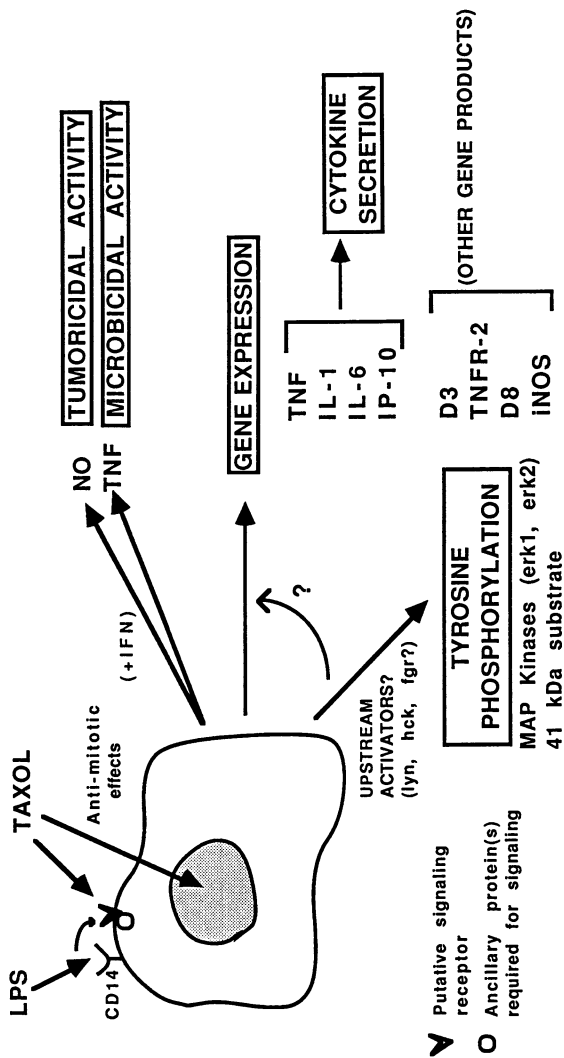 LPS
TAXOL
CD14
Anti-mitotic
effects
(+IFN)
NO
TNF
TUMORICIDAL ACTIVITY
MICROBICIDAL ACTIVITY
GENE EXPRESSION
?
TNF
IL-1
IL-6
IP-10
CYTOKINE
SECRETION
D3
TNFR-2
D8
iNOS
(OTHER GENE PRODUCTS)
UPSTREAM
ACTIVATORS?
(lyn, hck, fgr?)
TYROSINE
PHOSPHORYLATION
MAP Kinases (erk1, erk2)
41 kDa substrate
Putative signaling
receptor
Ancillary protein(s)
required for signaling